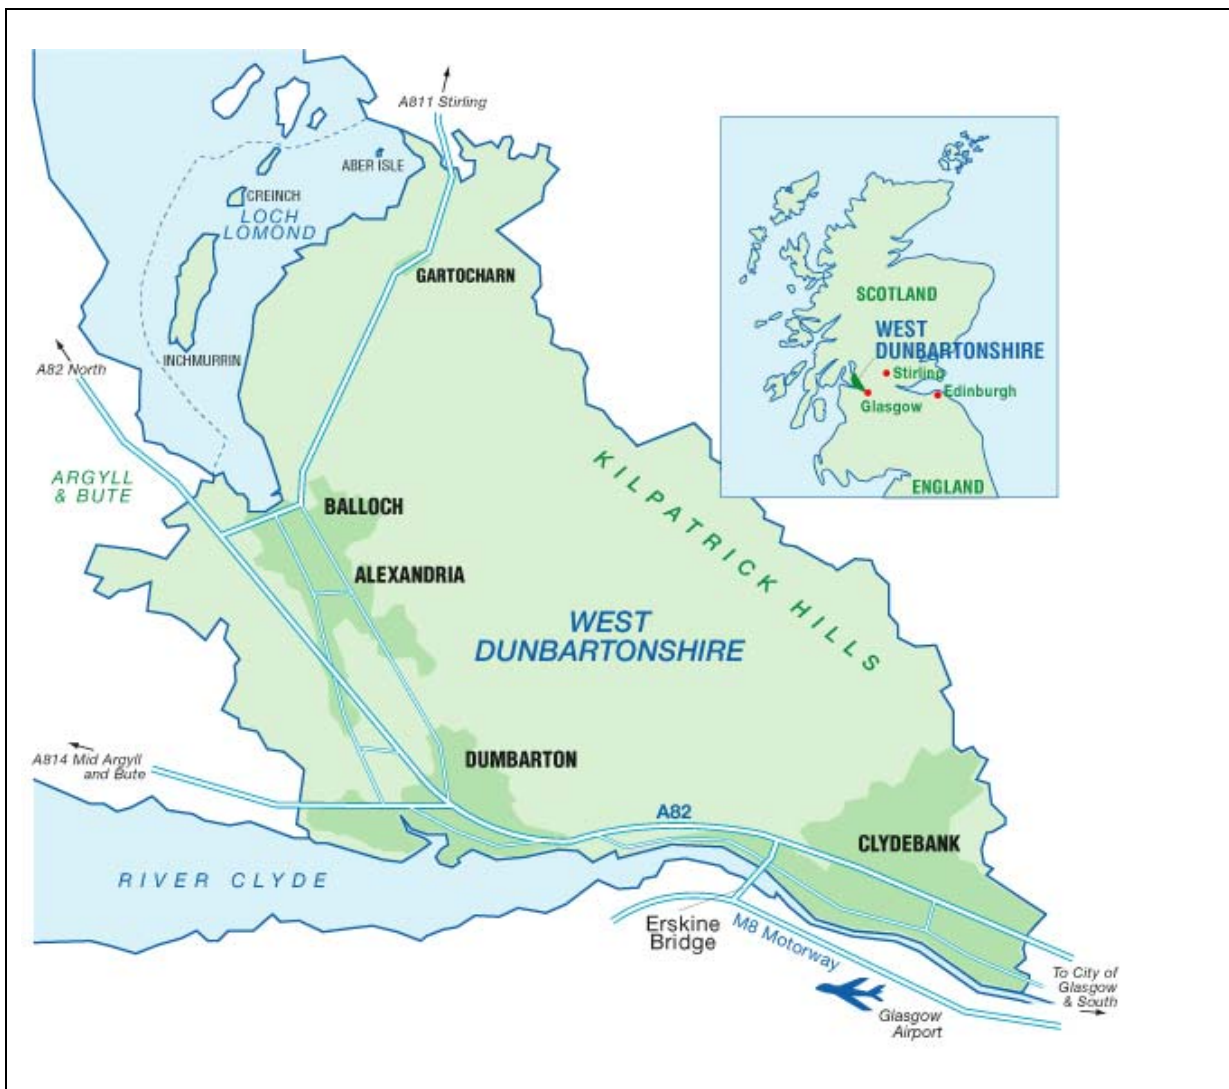 A811 Stirling
ABER ISLE
CREINCH
LOCH
LOMOND
GARTOCHARN
INCHMURRIN
A82 North
ARGYLL
& BUTE
BALLOCH
ALEXANDRIA
WEST
DUNBARTONSHIRE
KILPATRICK HILLS
A814 Mid Argyll
and Bute
DUMBARTON
A82
CLYDEBANK
RIVER CLYDE
Erskine
Bridge
M8 Motorway
To City of
Glasgow
& South
Glasgow
Airport
SCOTLAND
WEST
DUNBARTONSHIRE
Stirling
Edinburgh
Glasgow
ENGLAND